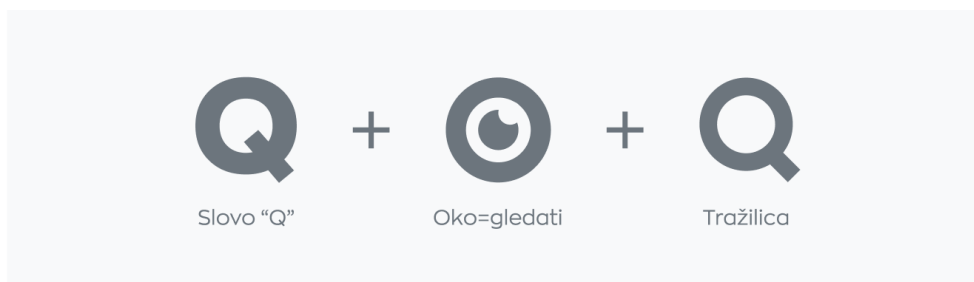 Q + +
Slovo “Q” Oko=gledati Tražilica